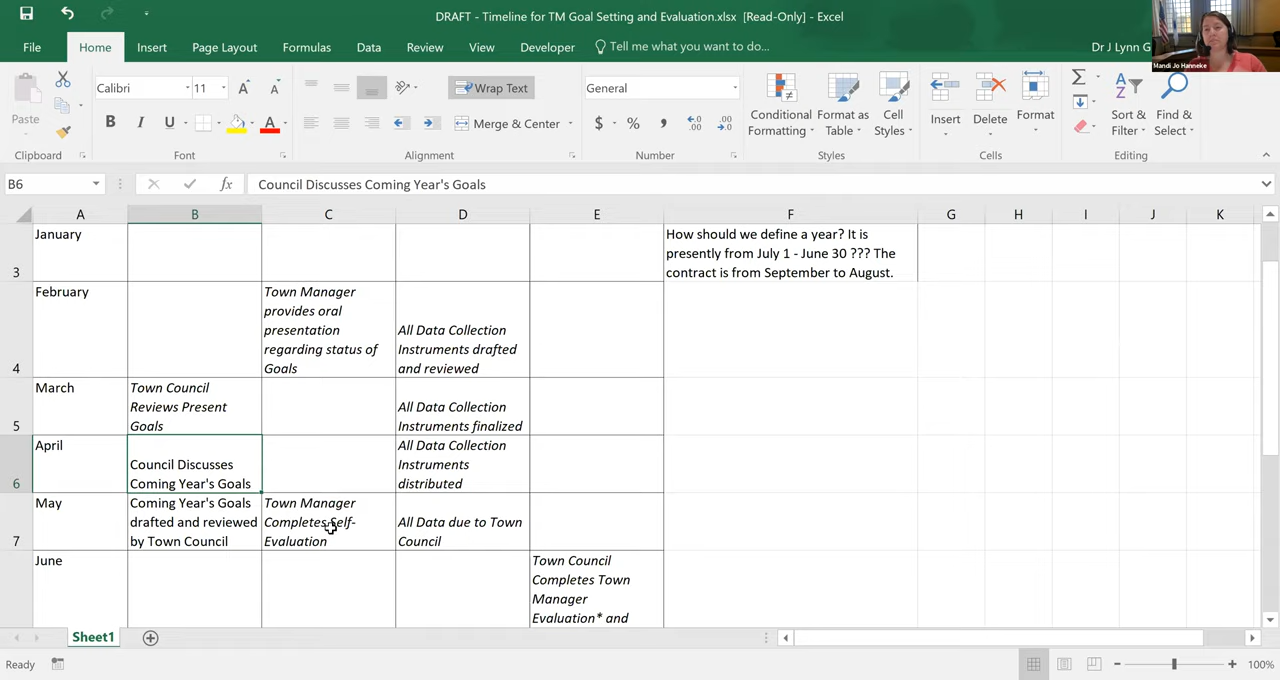 DRAFT - Timeline for TM Goal Setting and Evaluation.xlsx [Read-Only] - Excel
File
Home
Insert
Page Layout
Formulas
Data
Review
View
Developer
Tell me what you want to do...
Dr J Lynn G
Mandi Jo Hanneke
Paste
Calibri
11
A
A
Wrap Text
General
Conditional
Formatting
Format as
Table
Cell
Styles
Insert
Delete
Format
Sort &
Filter
Find &
Select
B
I
U
A
Merge & Center
$
%
Clipboard
Font
Alignment
Number
Styles
Cells
Editing
B6
fx
Council Discusses Coming Year's Goals
A
B
C
D
E
F
G
H
I
J
K
3
January
How should we define a year? It is
presently from July 1 - June 30 ??? The
contract is from September to August.
4
February
Town Manager
provides oral
presentation
regarding status of
Goals
All Data Collection
Instruments drafted
and reviewed
5
March
Town Council
Reviews Present
Goals
All Data Collection
Instruments finalized
6
April
Council Discusses
Coming Year's Goals
All Data Collection
Instruments
distributed
7
May
Coming Year's Goals
drafted and reviewed
by Town Council
Town Manager
Completes Self-
Evaluation
All Data due to Town
Council
June
Town Council
Completes Town
Manager
Evaluation* and
Sheet1
Ready
100%